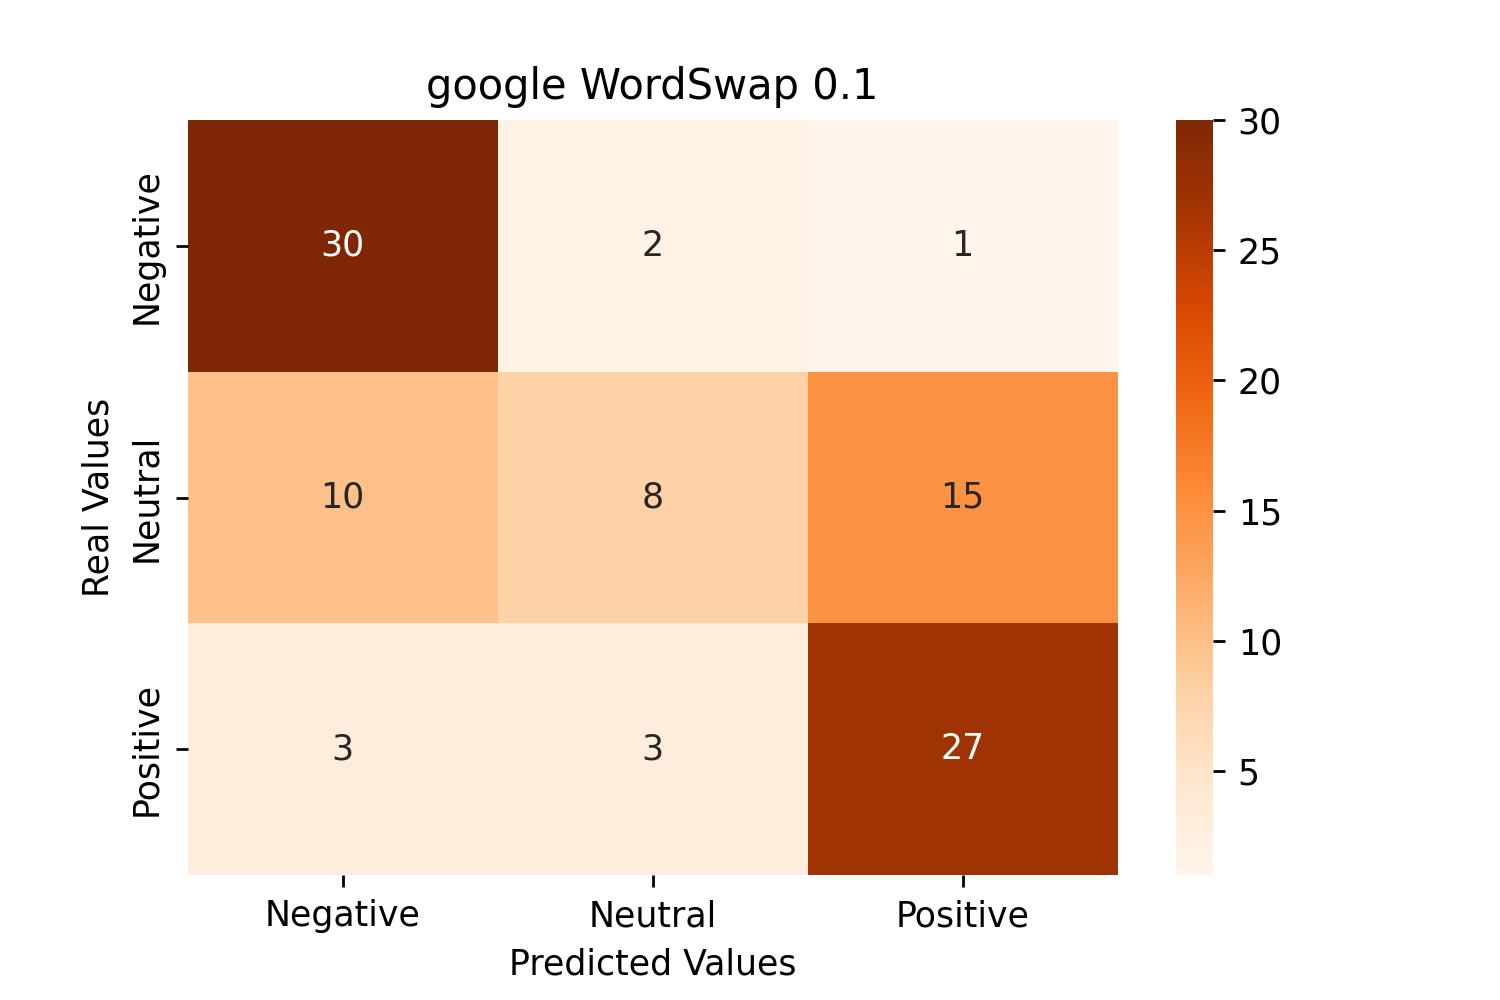 google WordSwap 0.1
Real Values
Negative
30 2 1
Neutral
10 8 15
Positive
3 3 27
Negative Neutral Positive
Predicted Values
30
25
20
15
10
5